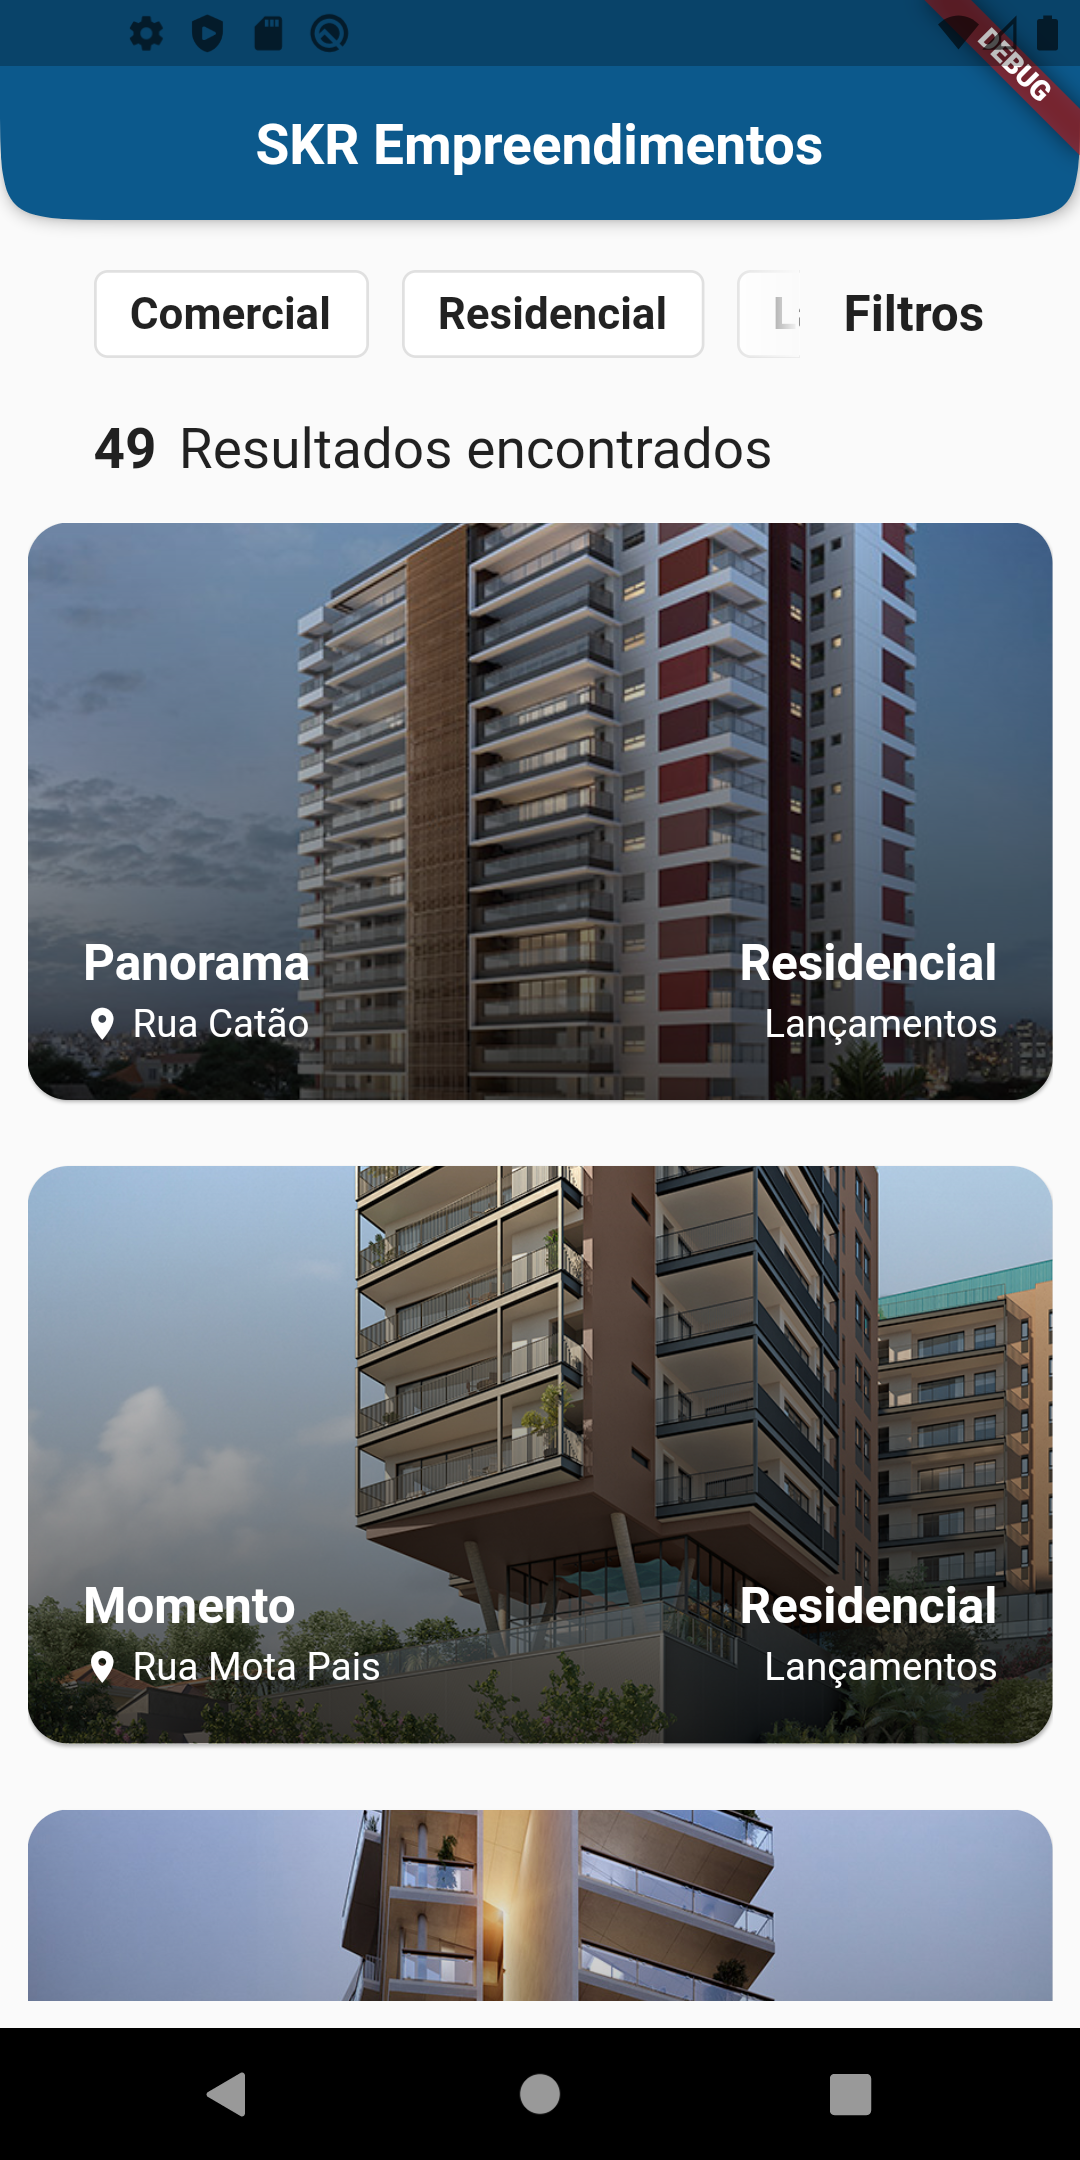 DEBUG
SKR Empreendimentos
Comercial Residencial Filtros
49 Resultados encontrados
Panorama Residencial
Rua Catão Lançamentos
Momento Residencial
Rua Mota Pais Lançamentos